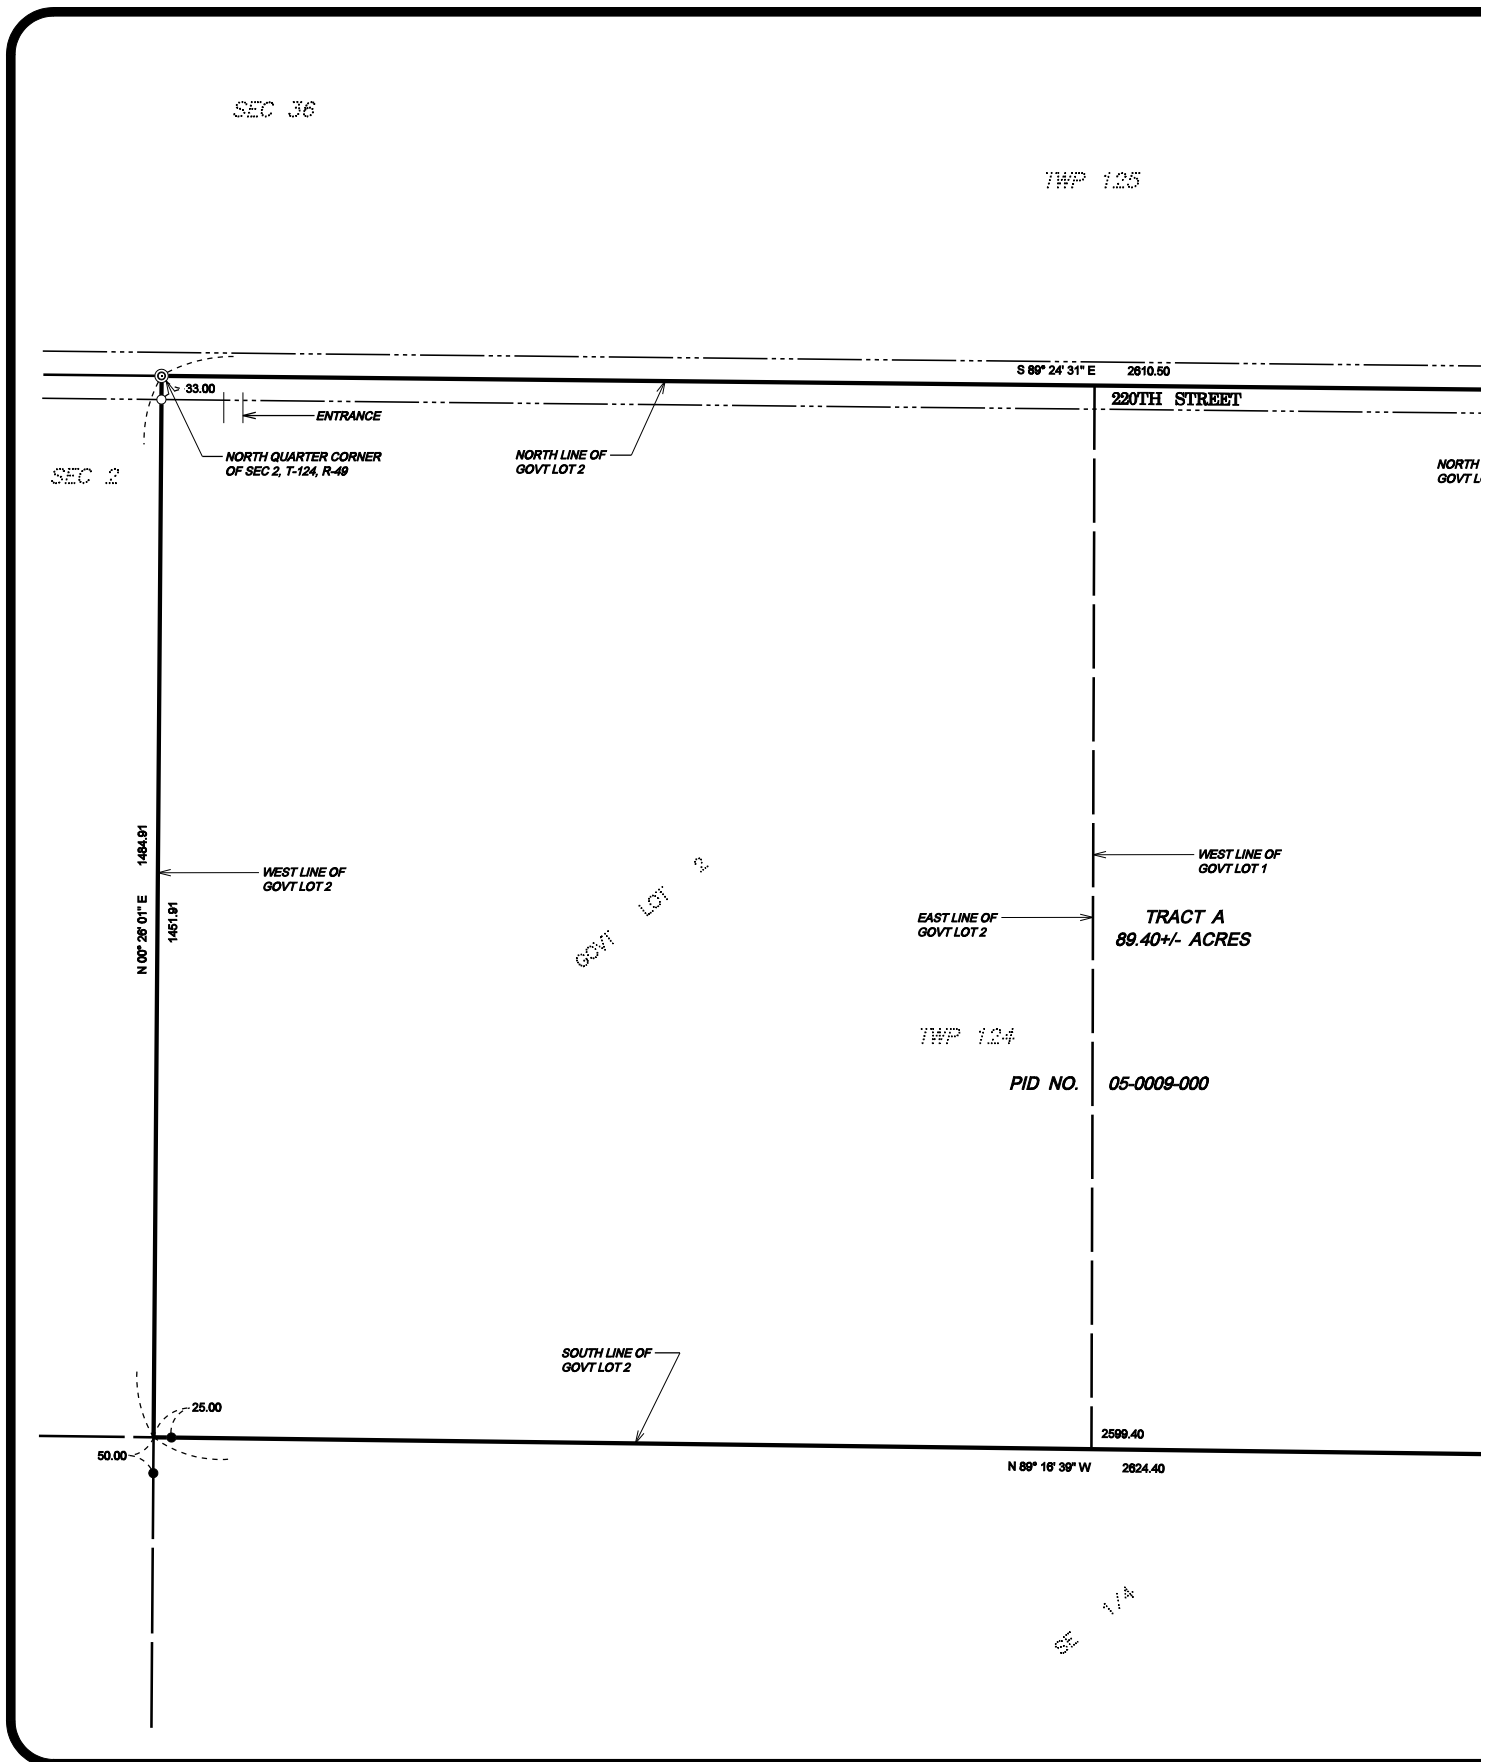 SEC 36
TWP 125
S 89° 24' 31" E 2610.50
33.00
220TH STREET
ENTRANCE
NORTH QUARTER CORNER
OF SEC 2, T-124, R-49
NORTH LINE OF
GOVT LOT 2
NORTH
GOVT L
SEC 2
N 00° 26' 01" E 1484.91
1451.91
WEST LINE OF
GOVT LOT 2
GOVT LOT 2
WEST LINE OF
GOVT LOT 1
EAST LINE OF
GOVT LOT 2
TRACT A
89.40+/- ACRES
TWP 124
PID NO. 05-0009-000
SOUTH LINE OF
GOVT LOT 2
25.00
50.00
2599.40
N 89° 16' 39" W 2624.40
SE 1/4